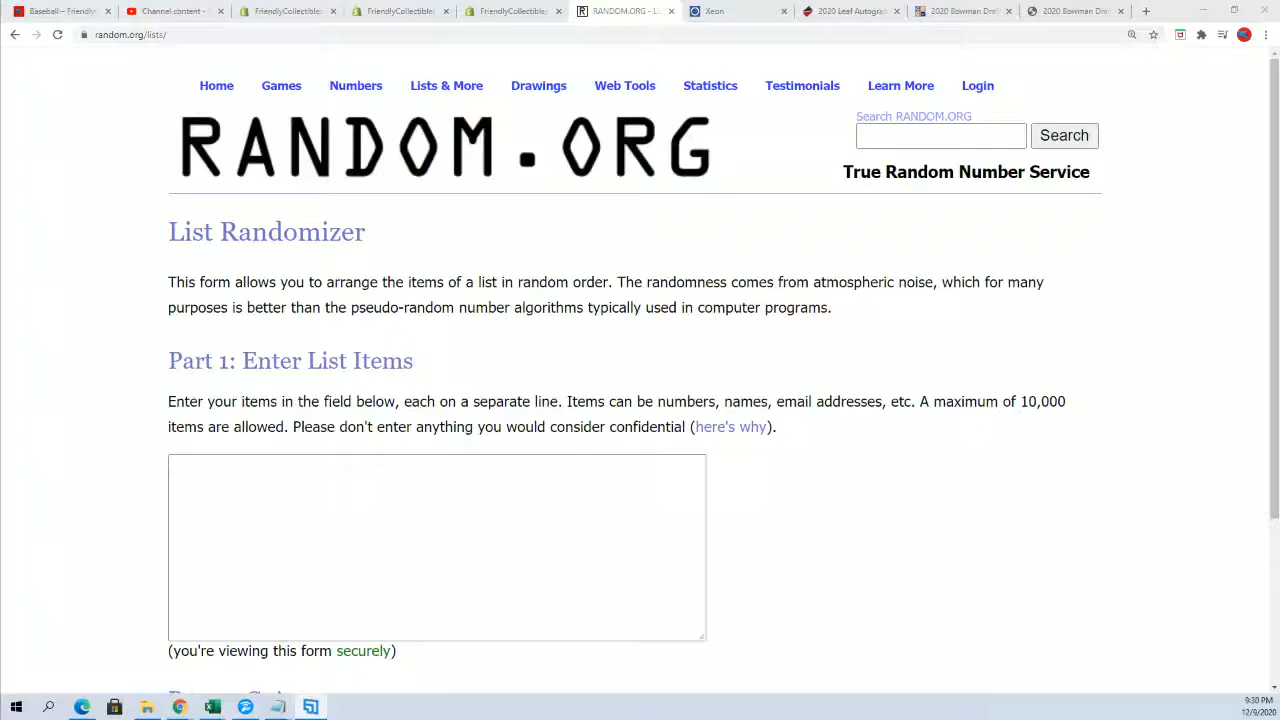 Baseball-- Friendly
Channel content -
FriendlyCollectibles
FriendlyCollectibles
FriendlyCollectibles
RANDOM.ORG - Li
Xeon
2020 Leaf Autograp
2020 Bowman Draf
2020 Bowman Draf
random.org/lists/
Home Games Numbers Lists & More Drawings Web Tools Statistics Testimonials Learn More Login
RANDOM.ORG
Search RANDOM.ORG
Search
True Random Number Service
List Randomizer
This form allows you to arrange the items of a list in random order. The randomness comes from atmospheric noise, which for many
purposes is better than the pseudo-random number algorithms typically used in computer programs.
Part 1: Enter List Items
Enter your items in the field below, each on a separate line. Items can be numbers, names, email addresses, etc. A maximum of 10,000
items are allowed. Please don't enter anything you would consider confidential (here's why).
(you're viewing this form securely)
9:30 PM
12/9/2020